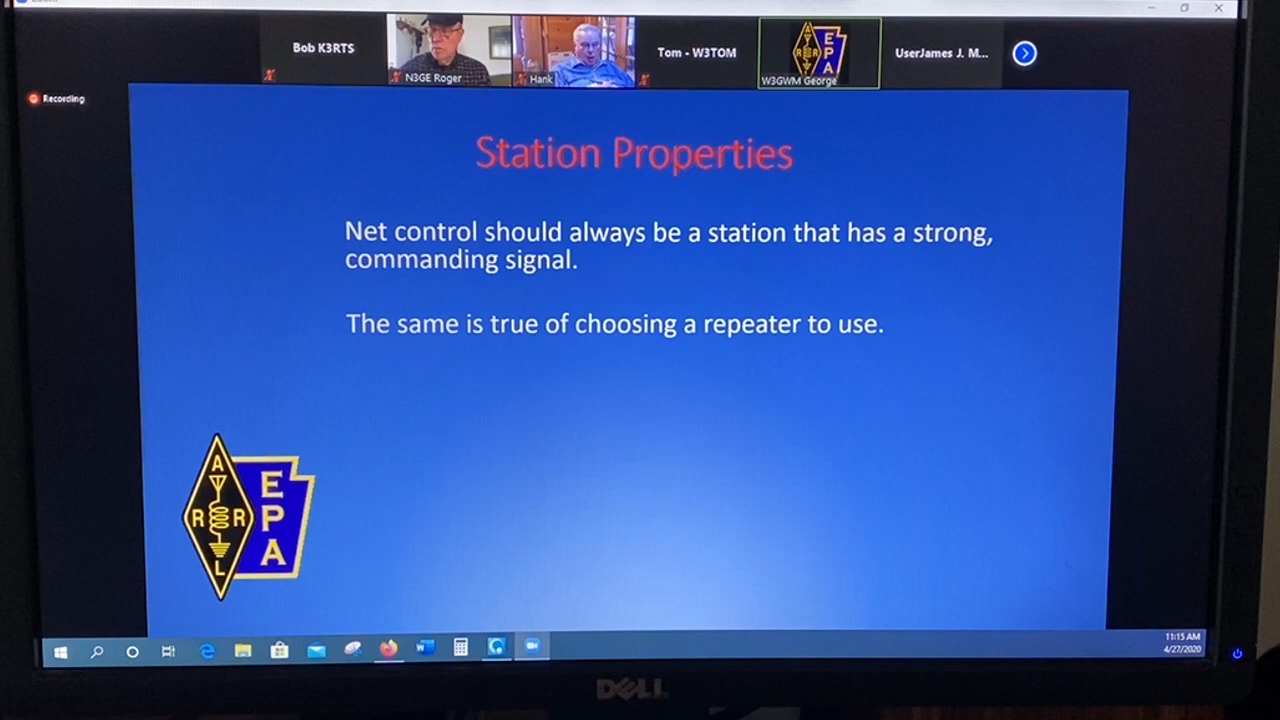 Bob K3RTS
N3GE Roger
Hank
Tom - W3TOM
A
R R
L
E
P
A
W3GWM George
UserJames J. M...
Recording
Station Properties
Net control should always be a station that has a strong,
commanding signal.
The same is true of choosing a repeater to use.
A
R R
L
E
P
A
11:15 AM
4/27/2020
DELL